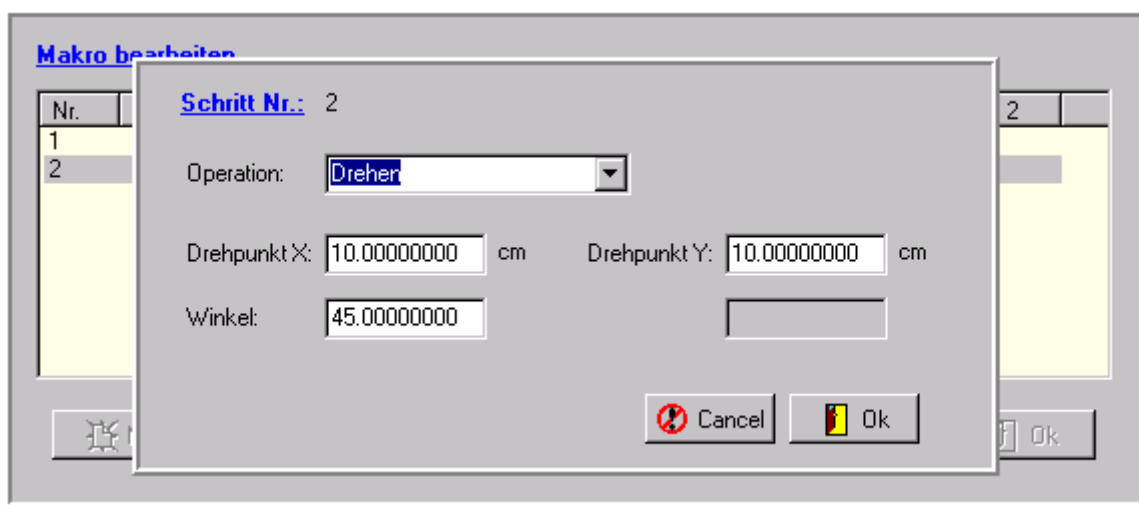 Makro bearbeiten
Schritt Nr.: 2
Nr. 2
1
Operation: Drehen
2
Drehpunkt X: 10.00000000 cm Drehpunkt Y: 10.00000000 cm
Winkel: 45.00000000
Cancel Ok
Ok